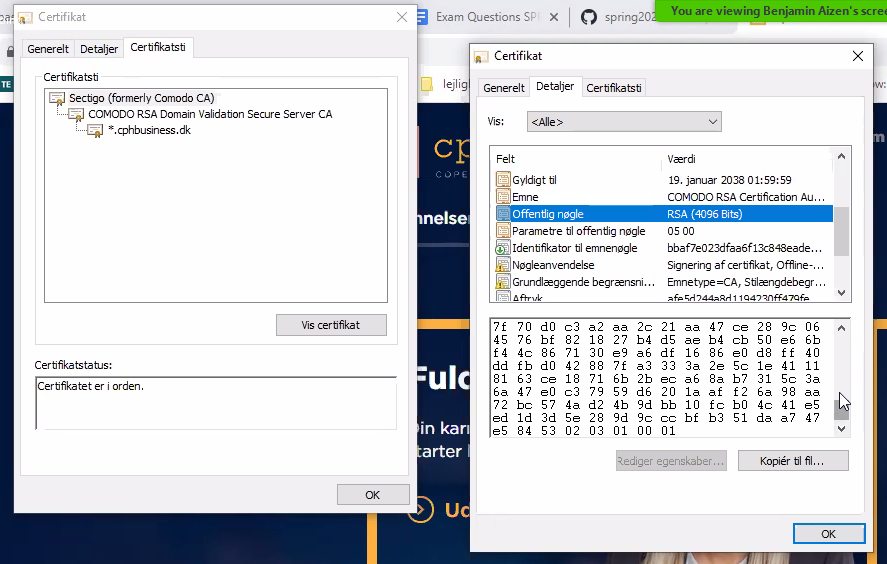 Certifikat
Exam Questions SP
spring202
You are viewing Benjamin Aizen's scree
Generelt
Detaljer
Certifikatsti
Certifikatsti
Sectigo (formerly Comodo CA)
COMODO RSA Domain Validation Secure Server CA
*.cphbusiness.dk
Vis certifikat
Certifikatstatus:
Certifikatet er i orden.
OK
TE
lejligh
cp
COPEN
nnelser
Fuld
Din karr
starter h
Ud
Certifikat
Generelt
Detaljer
Certifikatsti
Vis:
<Alle>
Felt
Værdi
Gyldigt til
19. januar 2038 01:59:59
Emne
COMODO RSA Certification Au...
Offentlig nøgle
RSA (4096 Bits)
Parametre til offentlig nøgle
05 00
Identifikator til emnenøgle
bbaf7e023dfaa6f13c848eade...
Nøgleanvendelse
Signering af certifikat, Offline-...
Grundlæggende begrænsni...
Emnetype=CA, Stilængdebegr...
Aftryk
afe5d244a8d1194230ff479fe
7f 70 d0 c3 a2 aa 2c 21 aa 47 ce 28 9c 06
45 76 bf 82 18 27 b4 d5 ae b4 cb 50 e6 6b
f4 4c 86 71 30 e9 a6 df 16 86 e0 d8 ff 40
dd fb d0 42 88 7f a3 33 3a 2e 5c 1e 41 11
81 63 ce 18 71 6b 2b ec a6 8a b7 31 5c 3a
6a 47 e0 c3 79 59 d6 20 1a af f2 6a 98 aa
72 bc 57 4a d2 4b 9d bb 10 fc b0 4c 41 e5
ed 1d 3d 5e 28 9d 9c cc bf b3 51 da a7 47
e5 84 53 02 03 01 00 01
Rediger egenskaber...
Kopiér til fil...
OK